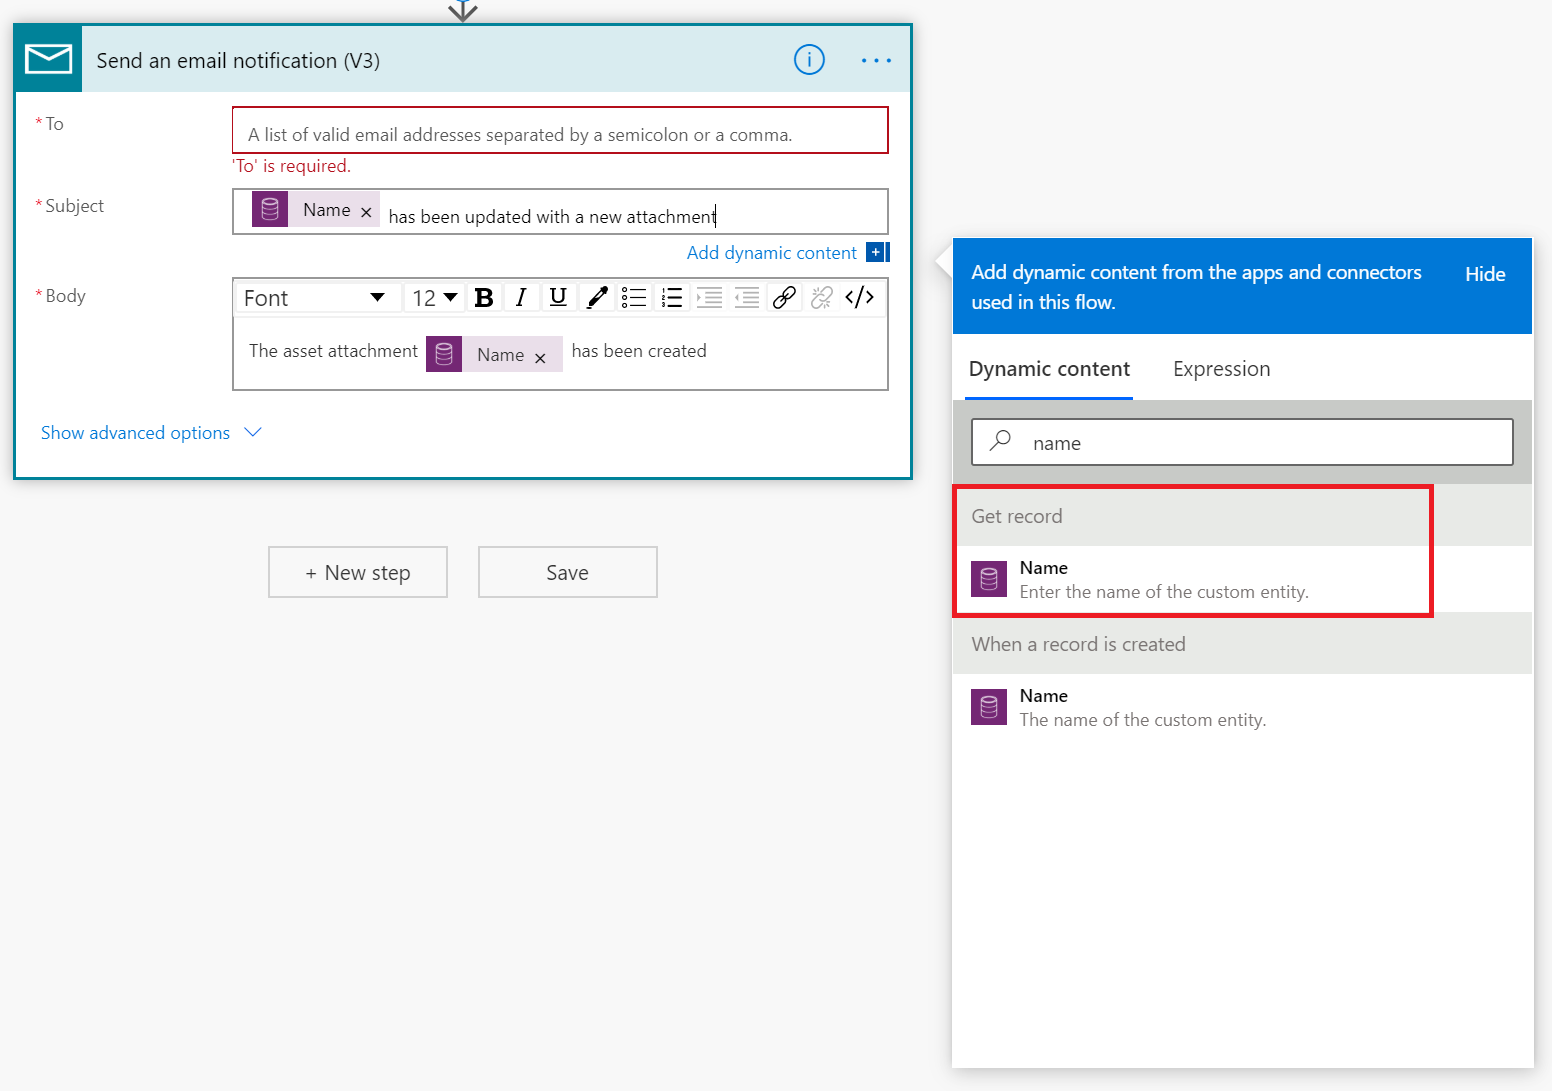 Send an email notification (V3)
* To
A list of valid email addresses separated by a semicolon or a comma.
'To' is required.
* Subject
Name × has been updated with a new attachment
Add dynamic content
* Body
Font 12 B I U </>
The asset attachment Name × has been created
Show advanced options
+ New step
Save
Add dynamic content from the apps and connectors
used in this flow.
Hide
Dynamic content
Expression
name
Get record
Name
Enter the name of the custom entity.
When a record is created
Name
The name of the custom entity.